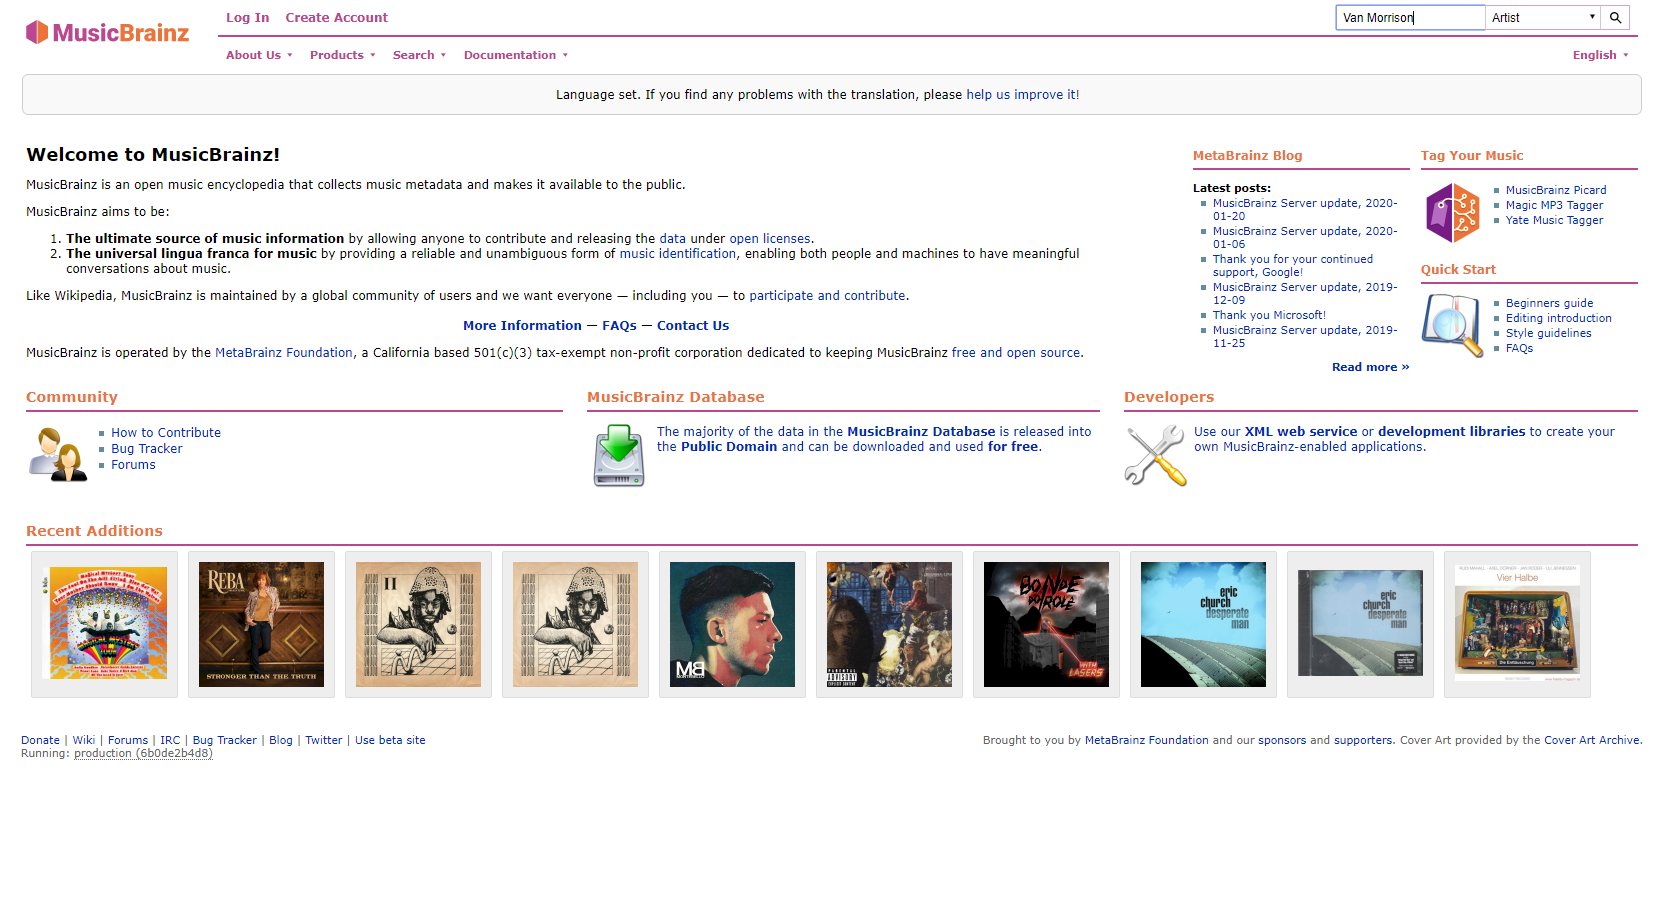 MusicBrainz
Log In Create Account
Van Morrison Artist
About Us Products Search Documentation English
Language set. If you find any problems with the translation, please help us improve it!
Welcome to MusicBrainz!
MusicBrainz is an open music encyclopedia that collects music metadata and makes it available to the public.
MusicBrainz aims to be:
1. The ultimate source of music information by allowing anyone to contribute and releasing the data under open licenses.
2. The universal lingua franca for music by providing a reliable and unambiguous form of music identification, enabling both people and machines to have meaningful
conversations about music.
Like Wikipedia, MusicBrainz is maintained by a global community of users and we want everyone — including you — to participate and contribute.
More Information — FAQs — Contact Us
MusicBrainz is operated by the MetaBrainz Foundation, a California based 501(c)(3) tax-exempt non-profit corporation dedicated to keeping MusicBrainz free and open source.
MetaBrainz Blog
Latest posts:
MusicBrainz Server update, 2020-
01-20
MusicBrainz Server update, 2020-
01-06
Thank you for your continued
support, Google!
MusicBrainz Server update, 2019-
12-09
Thank you Microsoft!
MusicBrainz Server update, 2019-
11-25
Read more »
Tag Your Music
MusicBrainz Picard
Magic MP3 Tagger
Yate Music Tagger
Quick Start
Beginners guide
Editing introduction
Style guidelines
FAQs
Community
How to Contribute
Bug Tracker
Forums
MusicBrainz Database
The majority of the data in the MusicBrainz Database is released into
the Public Domain and can be downloaded and used for free.
Developers
Use our XML web service or development libraries to create your
own MusicBrainz-enabled applications.
Recent Additions
REBA
STRONGER THAN THE TRUTH
II
MB
PARENTAL
ADVISORY
EXPLICIT CONTENT
BONDE
DO ROLÊ
WITH
LASERS
eric
church
desperate
man
eric
church
desperate
man
Vier Halbe
Die Enttäuschung
Donate | Wiki | Forums | IRC | Bug Tracker | Blog | Twitter | Use beta site
Running: production (6b0de2b4d8)
Brought to you by MetaBrainz Foundation and our sponsors and supporters. Cover Art provided by the Cover Art Archive.